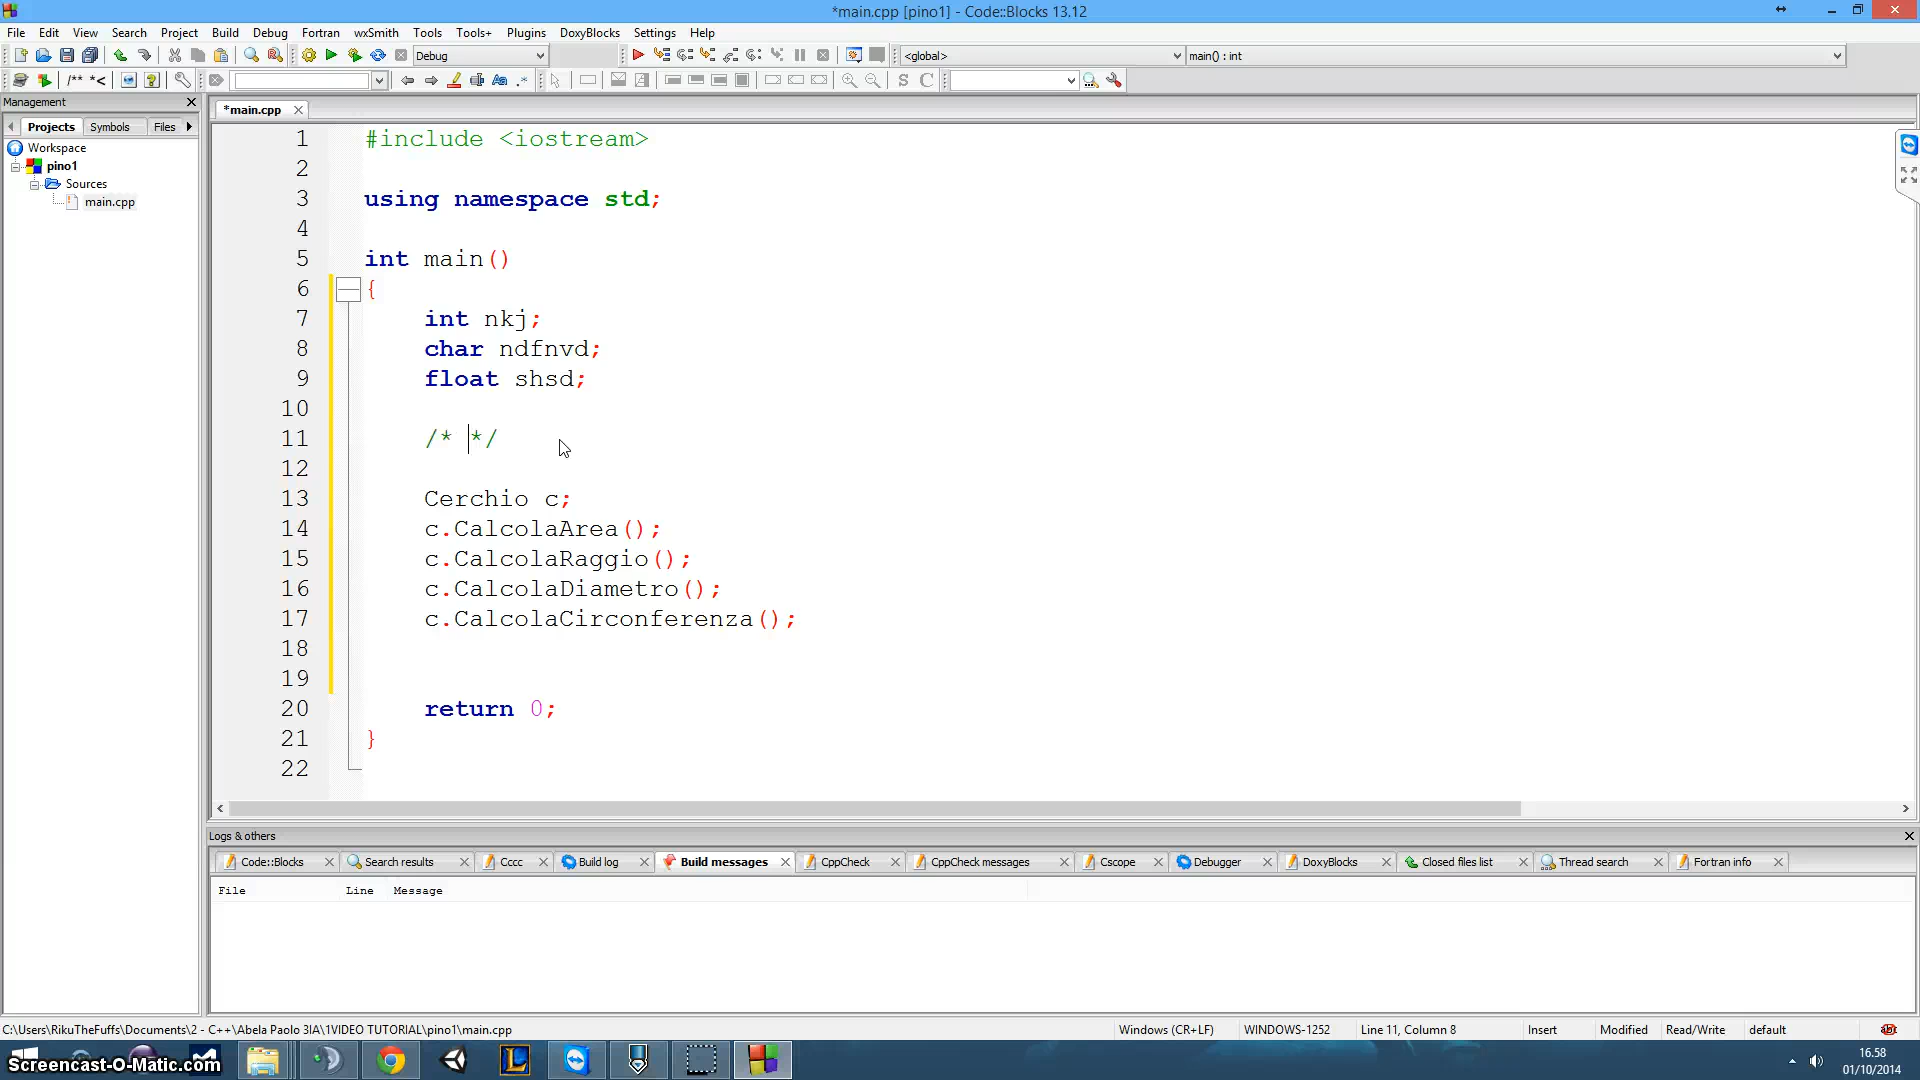 *main.cpp [pino1] - Code::Blocks 13.12
File Edit View Search Project Build Debug Fortran wxSmith Tools Tools+ Plugins DoxyBlocks Settings Help
Debug <global> main() : int
/** *< S C
Management
*main.cpp
Projects Symbols Files
Workspace
pino1
Sources
main.cpp
1 #include <iostream>
2
3 using namespace std;
4
5 int main()
6 {
7 int nkj;
8 char ndfnvd;
9 float shsd;
10
11 /* */
12
13 Cerchio c;
14 c.CalcolaArea();
15 c.CalcolaRaggio();
16 c.CalcolaDiametro();
17 c.CalcolaCirconferenza();
18
19
20 return 0;
21 }
22
Logs & others
Code::Blocks Search results Cccc Build log Build messages CppCheck CppCheck messages Cscope Debugger DoxyBlocks Closed files list Thread search Fortran info
File Line Message
C:\Users\RikuTheFuffs\Documents\2 - C++\Abela Paolo 3IA\1VIDEO TUTORIAL\pino1\main.cpp Windows (CR+LF) WINDOWS-1252 Line 11, Column 8 Insert Modified Read/Write default
Screencast-O-Matic.com
16.58
01/10/2014